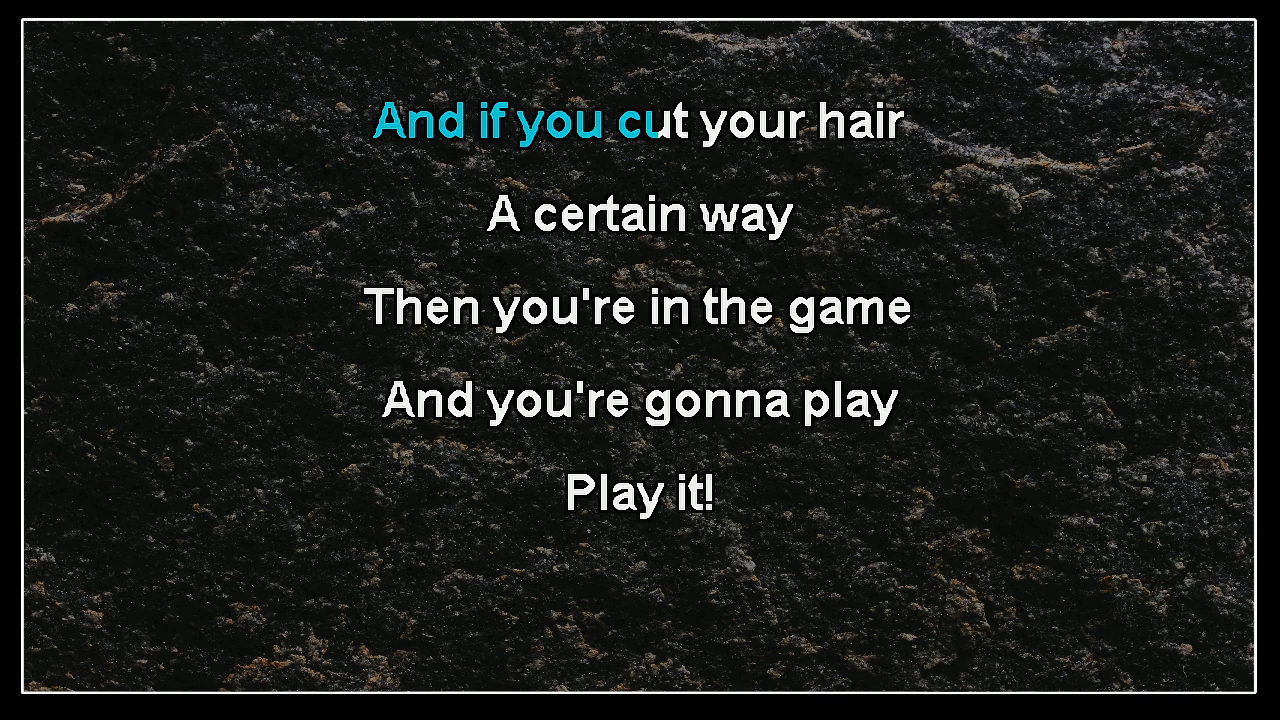 And if you cut your hair
A certain way
Then you're in the game
And you're gonna play
Play it!